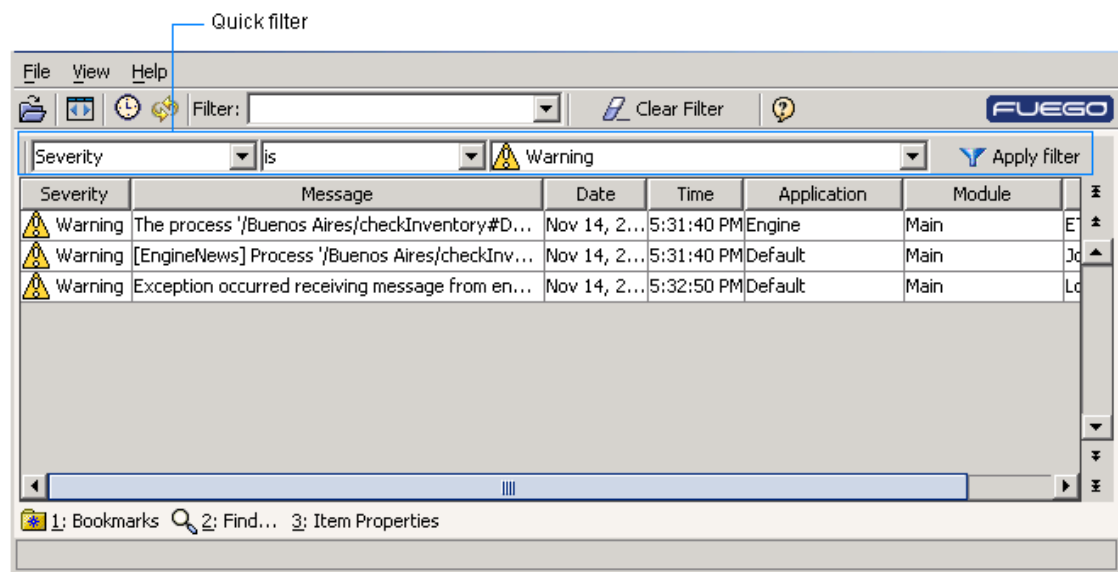 Quick filter
File View Help
Filter: Clear Filter FUEGO
Severity is Warning Apply filter
Severity Message Date Time Application Module
Warning The process '/Buenos Aires/checkInventory#D... Nov 14, 2... 5:31:40 PM Engine Main
Warning [EngineNews] Process '/Buenos Aires/checkInv... Nov 14, 2... 5:31:40 PM Default Main
Warning Exception occurred receiving message from en... Nov 14, 2... 5:32:50 PM Default Main
1: Bookmarks 2: Find... 3: Item Properties